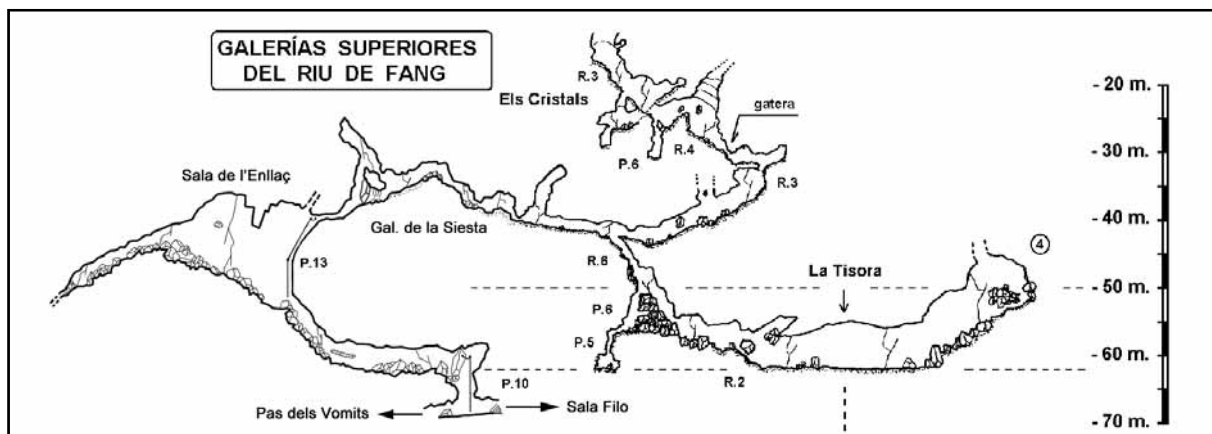 GALERÍAS SUPERIORES
DEL RIU DE FANG
R.3
Els Cristals
gatera
- 20 m.
P.6
R.4
- 30 m.
R.3
Sala de l'Enllaç
Gal. de la Siesta
- 40 m.
P.13
R.6
La Tisora
4
- 50 m.
P.6
P.5
- 60 m.
P.10
R.2
Pas dels Vomits
Sala Filo
- 70 m.